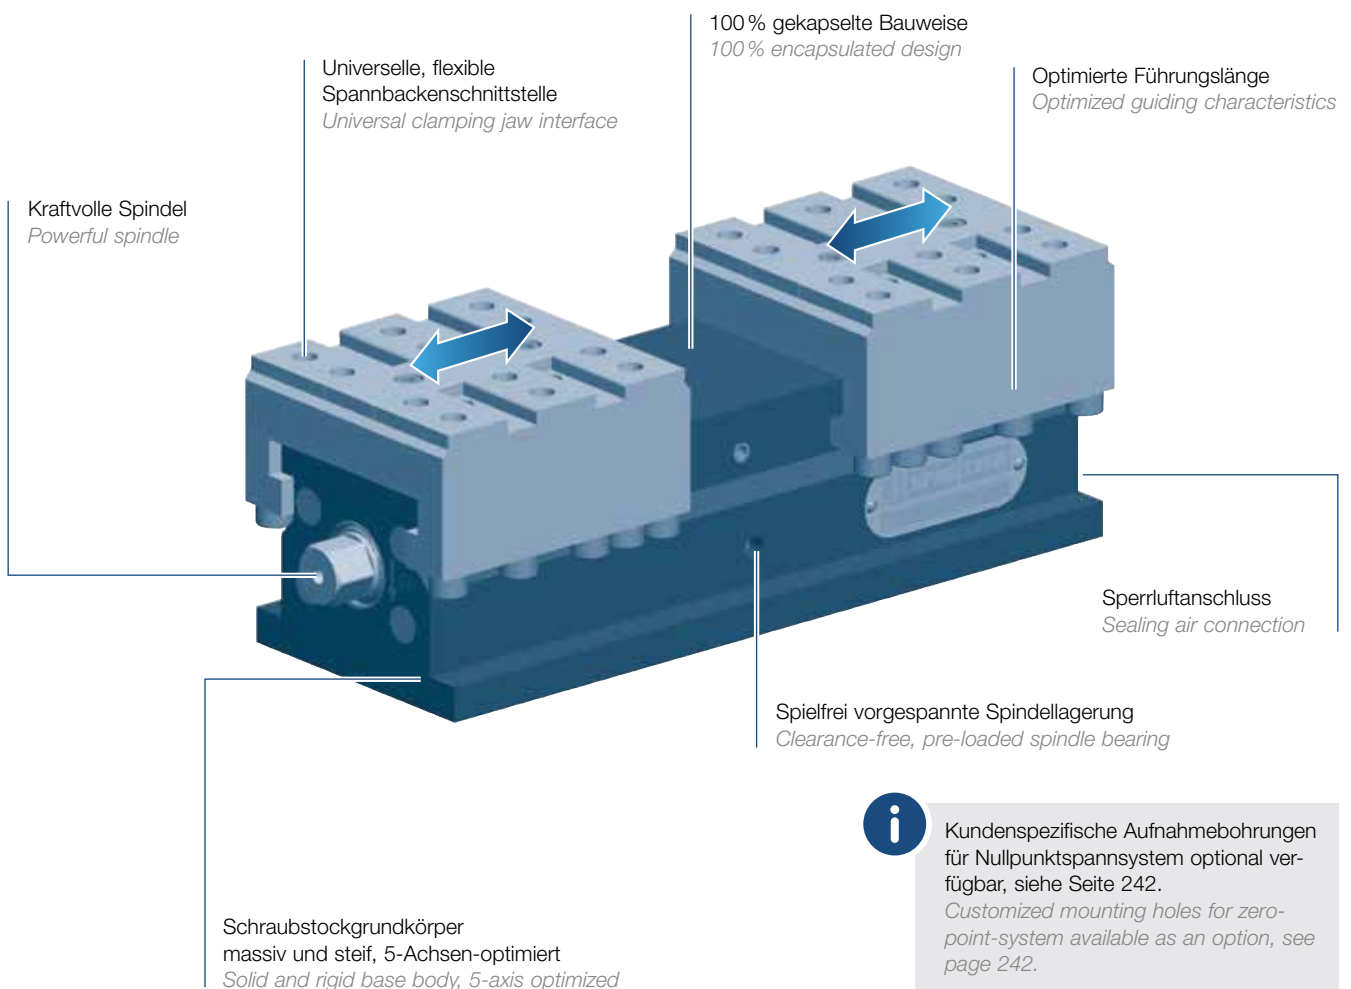 100 % gekapselte Bauweise
100 % encapsulated design
Universelle, flexible
Spannbackenschnittstelle
Universal clamping jaw interface
Optimierte Führungslänge
Optimized guiding characteristics
Kraftvolle Spindel
Powerful spindle
Sperrluftanschluss
Sealing air connection
Spielfrei vorgespannte Spindellagerung
Clearance-free, pre-loaded spindle bearing
Kundenspezifische Aufnahmebohrungen
für Nullpunktspannsystem optional ver-
fügbar, siehe Seite 242.
Customized mounting holes for zero-
point-system available as an option, see
page 242.
Schraubstockgrundkörper
massiv und steif, 5-Achsen-optimiert
Solid and rigid base body, 5-axis optimized